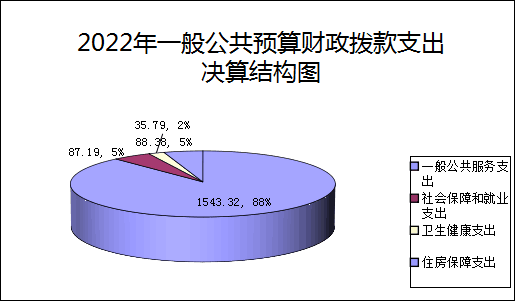 2022年一般公共预算财政拨款支出
决算结构图
35.79, 2%
88.38, 5%
87.19, 5%
1543.32, 88%
一般公共服务支
出
社会保障和就业
支出
卫生健康支出
住房保障支出